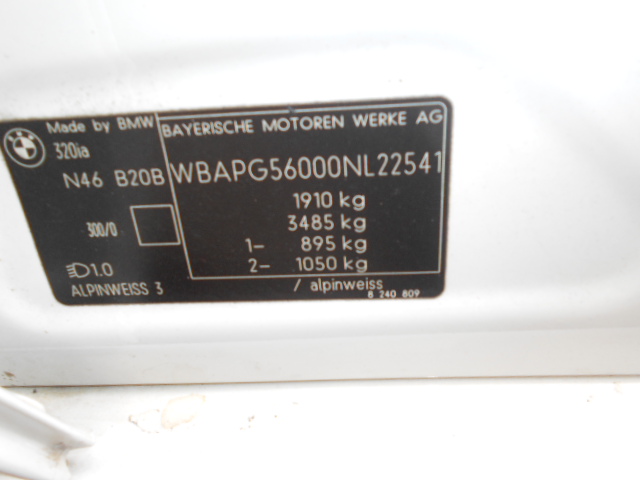 BMW
Made by BMW
320ia
N46 B20B
300/0
1.0
ALPINWEISS 3
BAYERISCHE MOTOREN WERKE AG
WBAPG56000NL22541
1910 kg
3485 kg
1- 895 kg
2- 1050 kg
/ alpinweiss
8 240 809